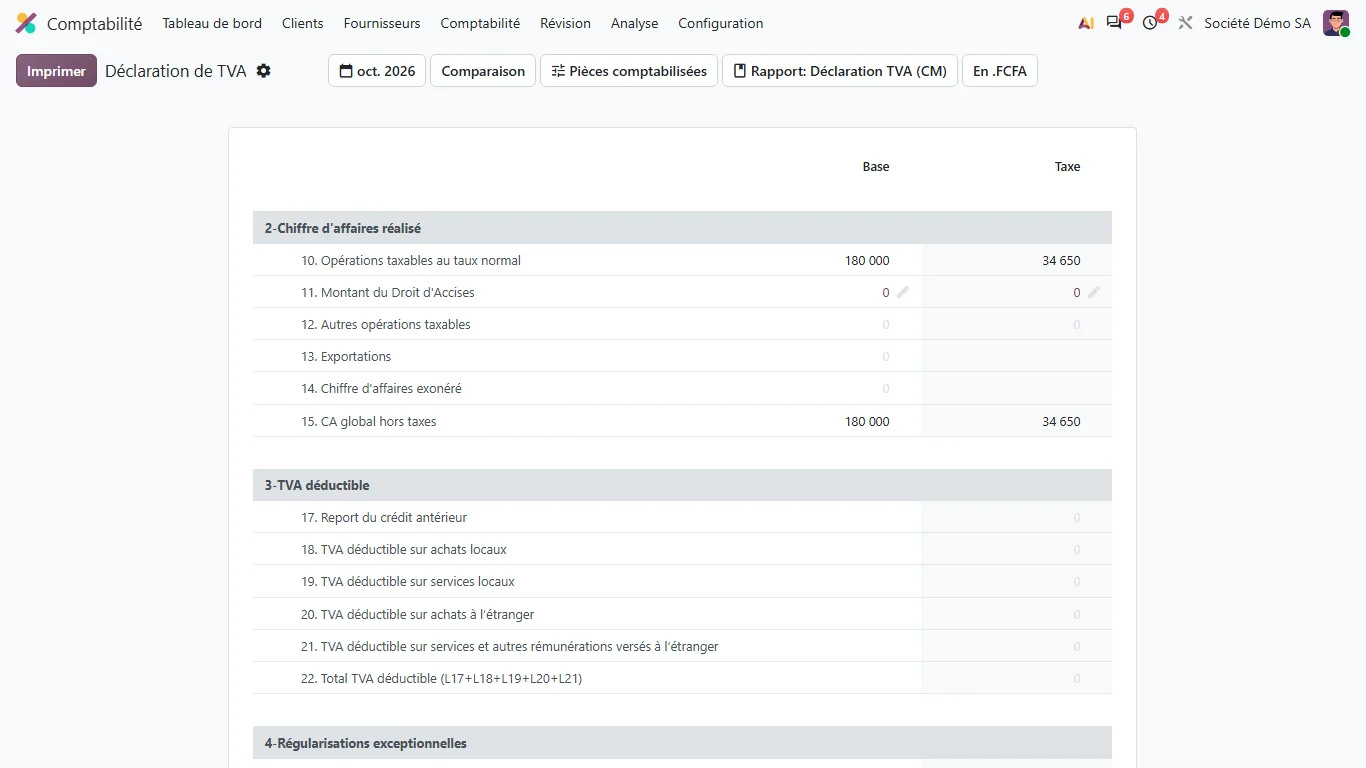 Comptabilité Tableau de bord Clients Fournisseurs Comptabilité Révision Analyse Configuration AI 6 4 Société Démo SA
Imprimer Déclaration de TVA oct. 2026 Comparaison Pièces comptabilisées Rapport: Déclaration TVA (CM) En .FCFA
Base Taxe
2-Chiffre d'affaires réalisé
10. Opérations taxables au taux normal 180 000 34 650
11. Montant du Droit d'Accises 0 0
12. Autres opérations taxables 0 0
13. Exportations 0
14. Chiffre d'affaires exonéré 0
15. CA global hors taxes 180 000 34 650
3-TVA déductible
17. Report du crédit antérieur 0
18. TVA déductible sur achats locaux 0
19. TVA déductible sur services locaux 0
20. TVA déductible sur achats à l'étranger 0
21. TVA déductible sur services et autres rémunérations versés à l'étranger 0
22. Total TVA déductible (L17+L18+L19+L20+L21) 0
4-Régularisations exceptionnelles